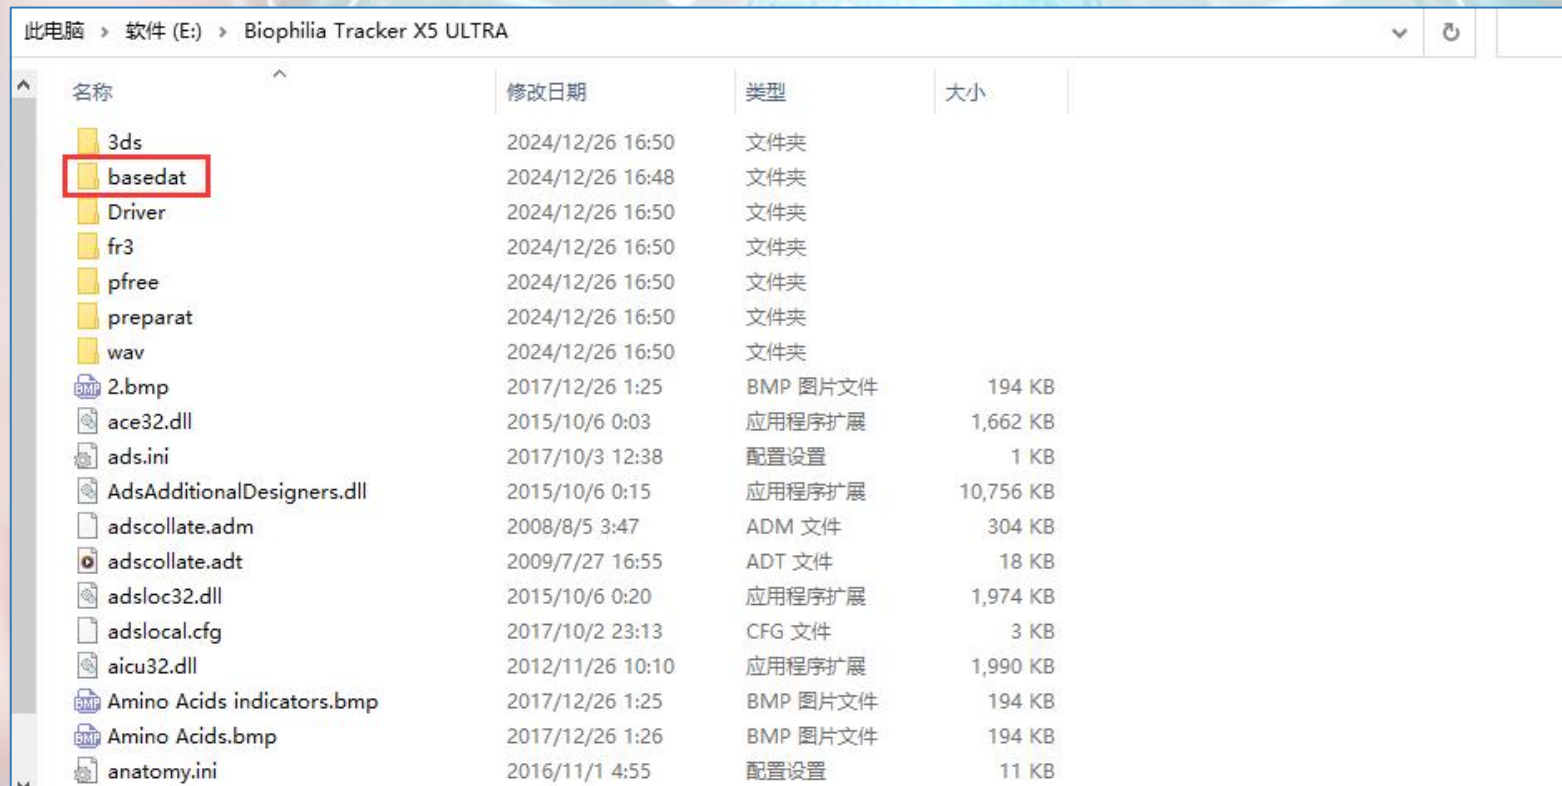 此电脑 > 软件 (E:) > Biophilia Tracker X5 ULTRA
名称 修改日期 类型 大小
3ds 2024/12/26 16:50 文件夹
basedat 2024/12/26 16:48 文件夹
Driver 2024/12/26 16:50 文件夹
fr3 2024/12/26 16:50 文件夹
pfree 2024/12/26 16:50 文件夹
preparat 2024/12/26 16:50 文件夹
wav 2024/12/26 16:50 文件夹
2.bmp 2017/12/26 1:25 BMP 图片文件 194 KB
ace32.dll 2015/10/6 0:03 应用程序扩展 1,662 KB
ads.ini 2017/10/3 12:38 配置设置 1 KB
AdsAdditionalDesigners.dll 2015/10/6 0:15 应用程序扩展 10,756 KB
adscollate.adm 2008/8/5 3:47 ADM 文件 304 KB
adscollate.adt 2009/7/27 16:55 ADT 文件 18 KB
adsloc32.dll 2015/10/6 0:20 应用程序扩展 1,974 KB
adslocal.cfg 2017/10/2 23:13 CFG 文件 3 KB
aicu32.dll 2012/11/26 10:10 应用程序扩展 1,990 KB
Amino Acids indicators.bmp 2017/12/26 1:25 BMP 图片文件 194 KB
Amino Acids.bmp 2017/12/26 1:26 BMP 图片文件 194 KB
anatomy.ini 2016/11/1 4:55 配置设置 11 KB